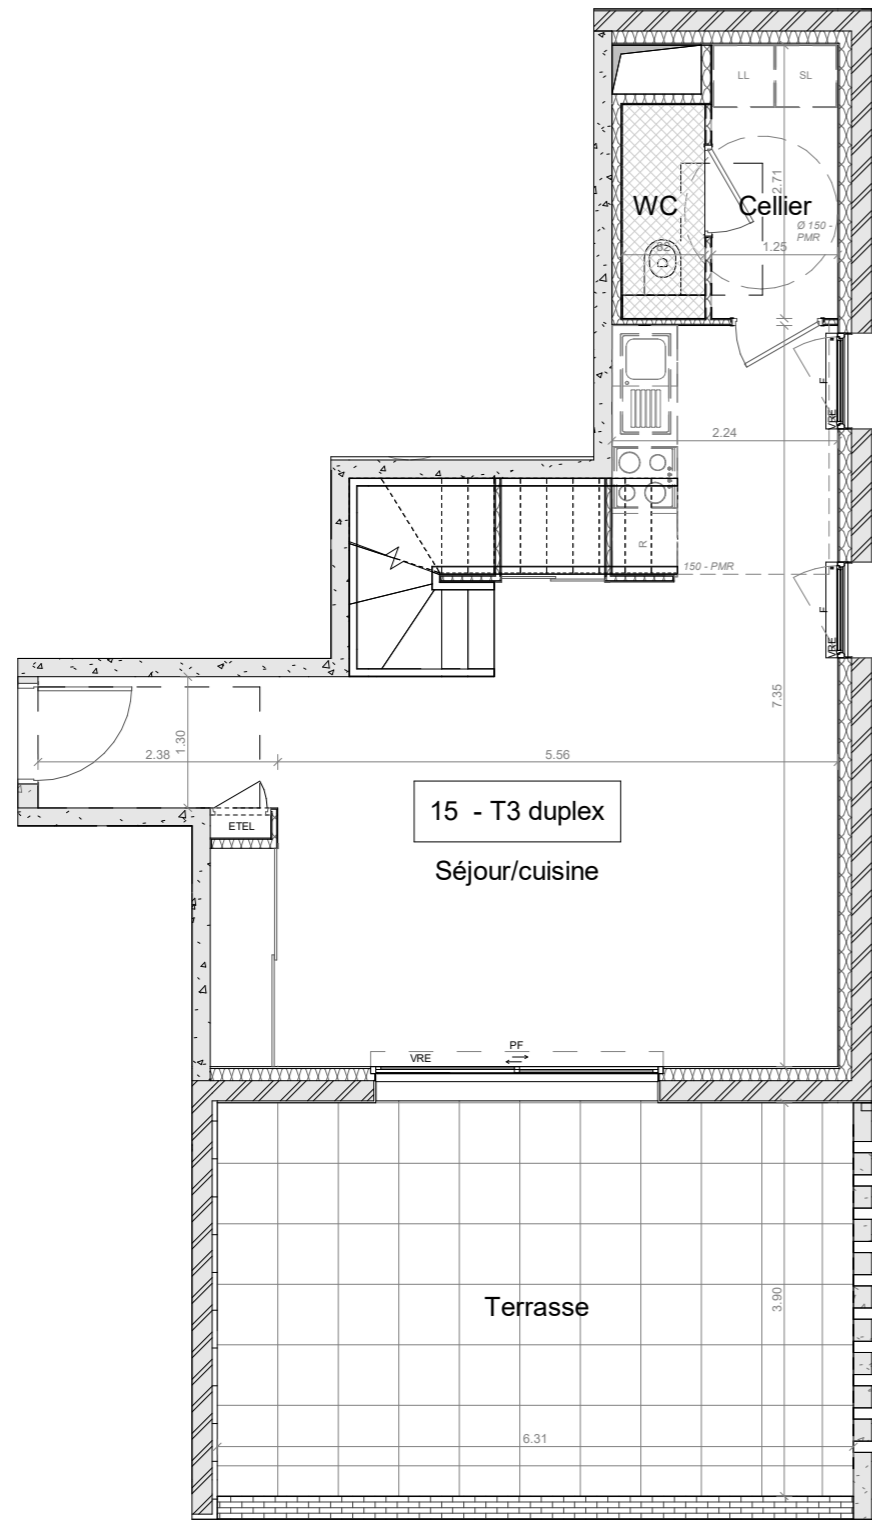 LL
SL
2.71
WC
Cellier
Ø 150 -
PMR
82
1.25
F
VRE
2.24
R
150 - PMR
F
VRE
7.35
1.30
2.38
5.56
15 - T3 duplex
ETEL
Séjour/cuisine
PF
VRE
Terrasse
3.90
6.31